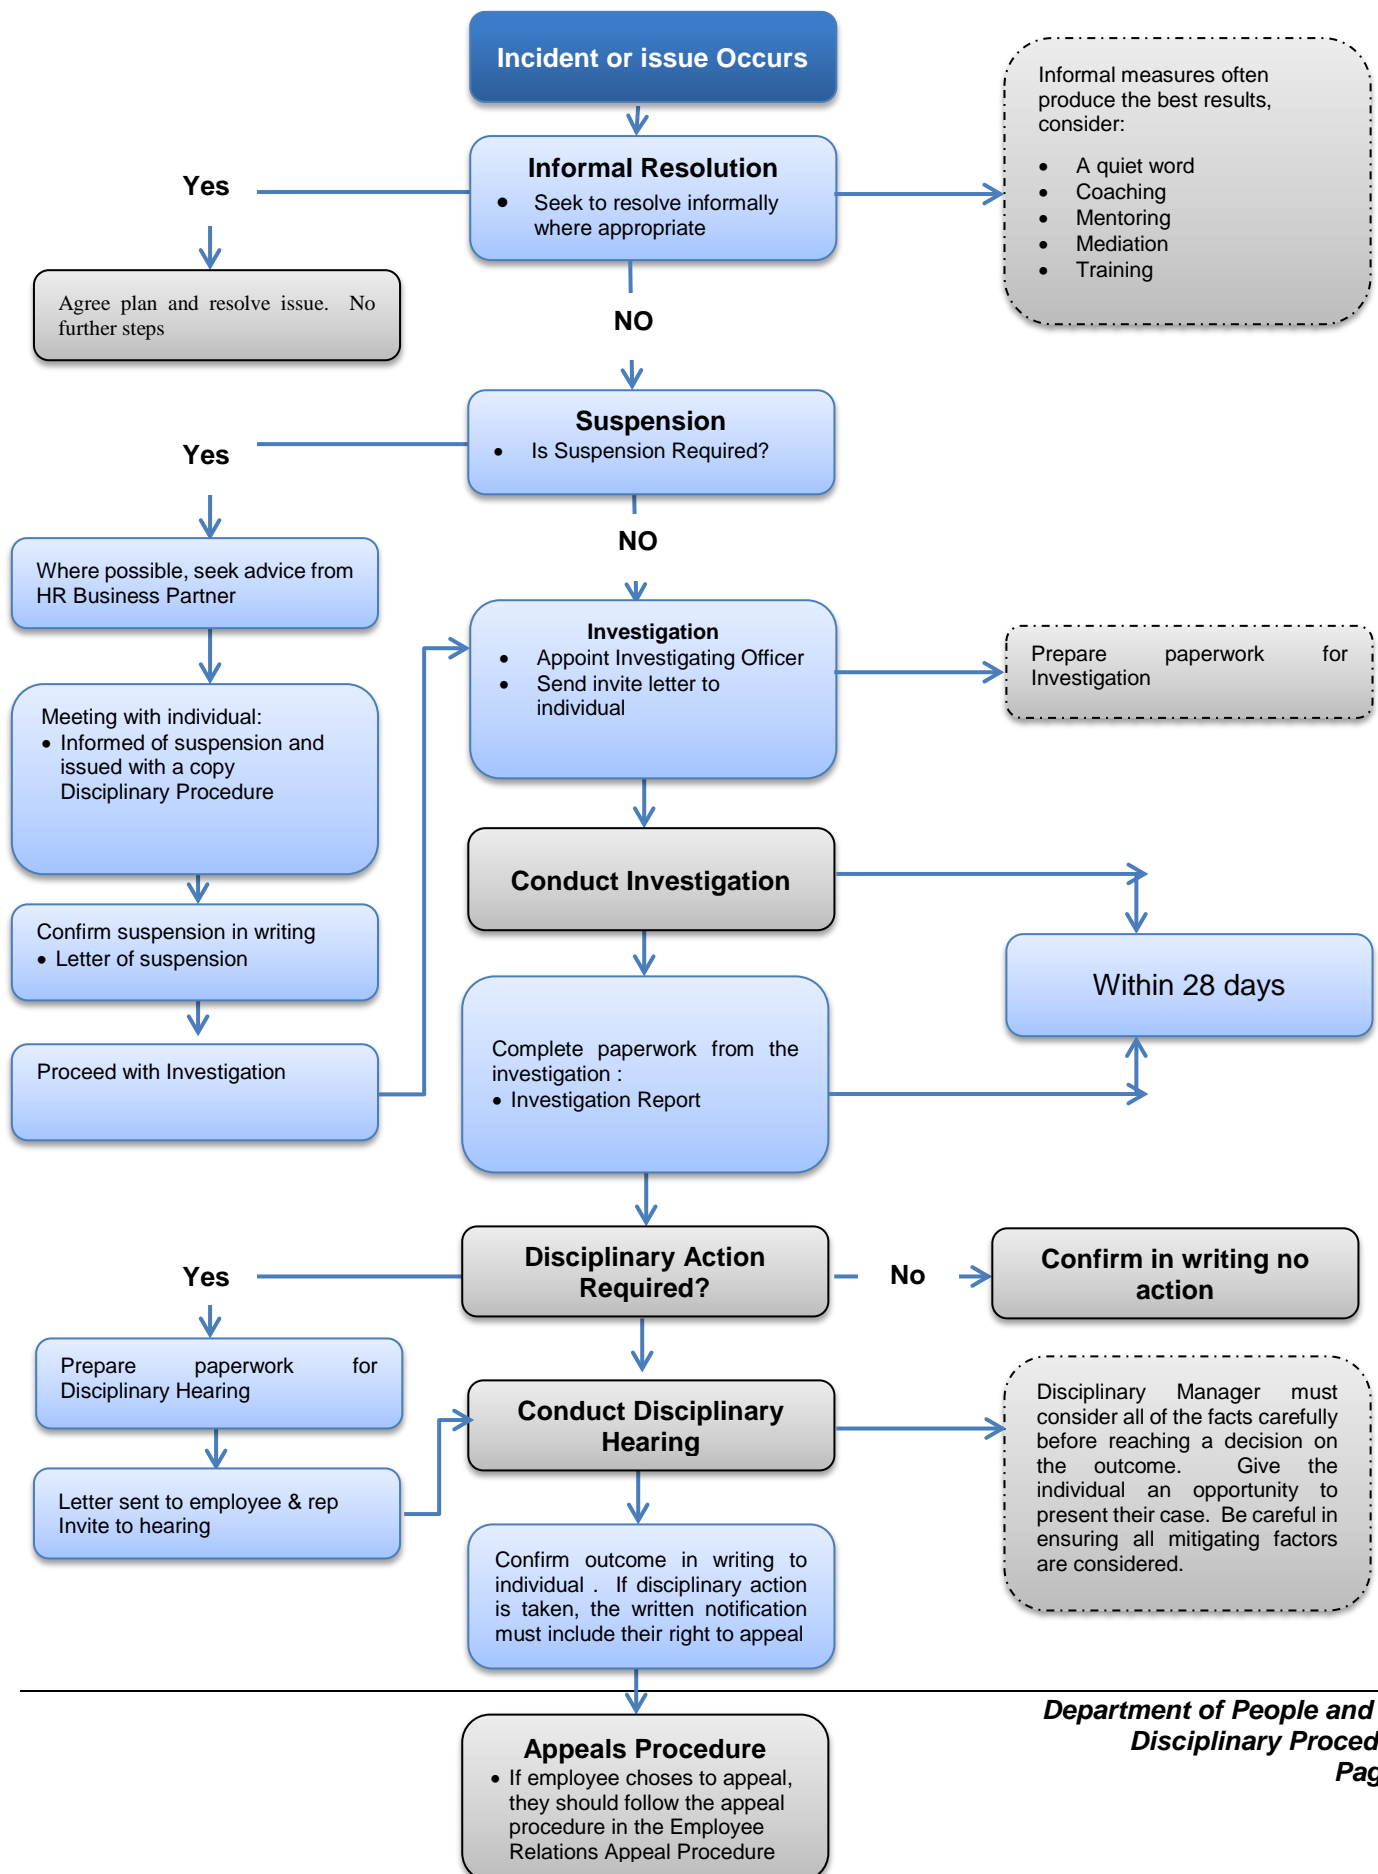 Incident or issue Occurs
Informal measures often
produce the best results,
consider:
• A quiet word
• Coaching
• Mentoring
• Mediation
• Training
Informal Resolution
• Seek to resolve informally
where appropriate
Yes
Agree plan and resolve issue. No
further steps
NO
Suspension
• Is Suspension Required?
Yes
NO
Where possible, seek advice from
HR Business Partner
Meeting with individual:
• Informed of suspension and
issued with a copy
Disciplinary Procedure
Confirm suspension in writing
• Letter of suspension
Proceed with Investigation
Investigation
• Appoint Investigating Officer
• Send invite letter to
individual
Prepare paperwork for
Investigation
Conduct Investigation
Within 28 days
Complete paperwork from the
investigation :
• Investigation Report
Disciplinary Action
Required?
Yes
No
Confirm in writing no
action
Prepare paperwork for
Disciplinary Hearing
Letter sent to employee & rep
Invite to hearing
Conduct Disciplinary
Hearing
Disciplinary Manager must
consider all of the facts carefully
before reaching a decision on
the outcome. Give the
individual an opportunity to
present their case. Be careful in
ensuring all mitigating factors
are considered.
Confirm outcome in writing to
individual . If disciplinary action
is taken, the written notification
must include their right to appeal
Department of People and
Disciplinary Proced
Pag
Appeals Procedure
• If employee choses to appeal,
they should follow the appeal
procedure in the Employee
Relations Appeal Procedure